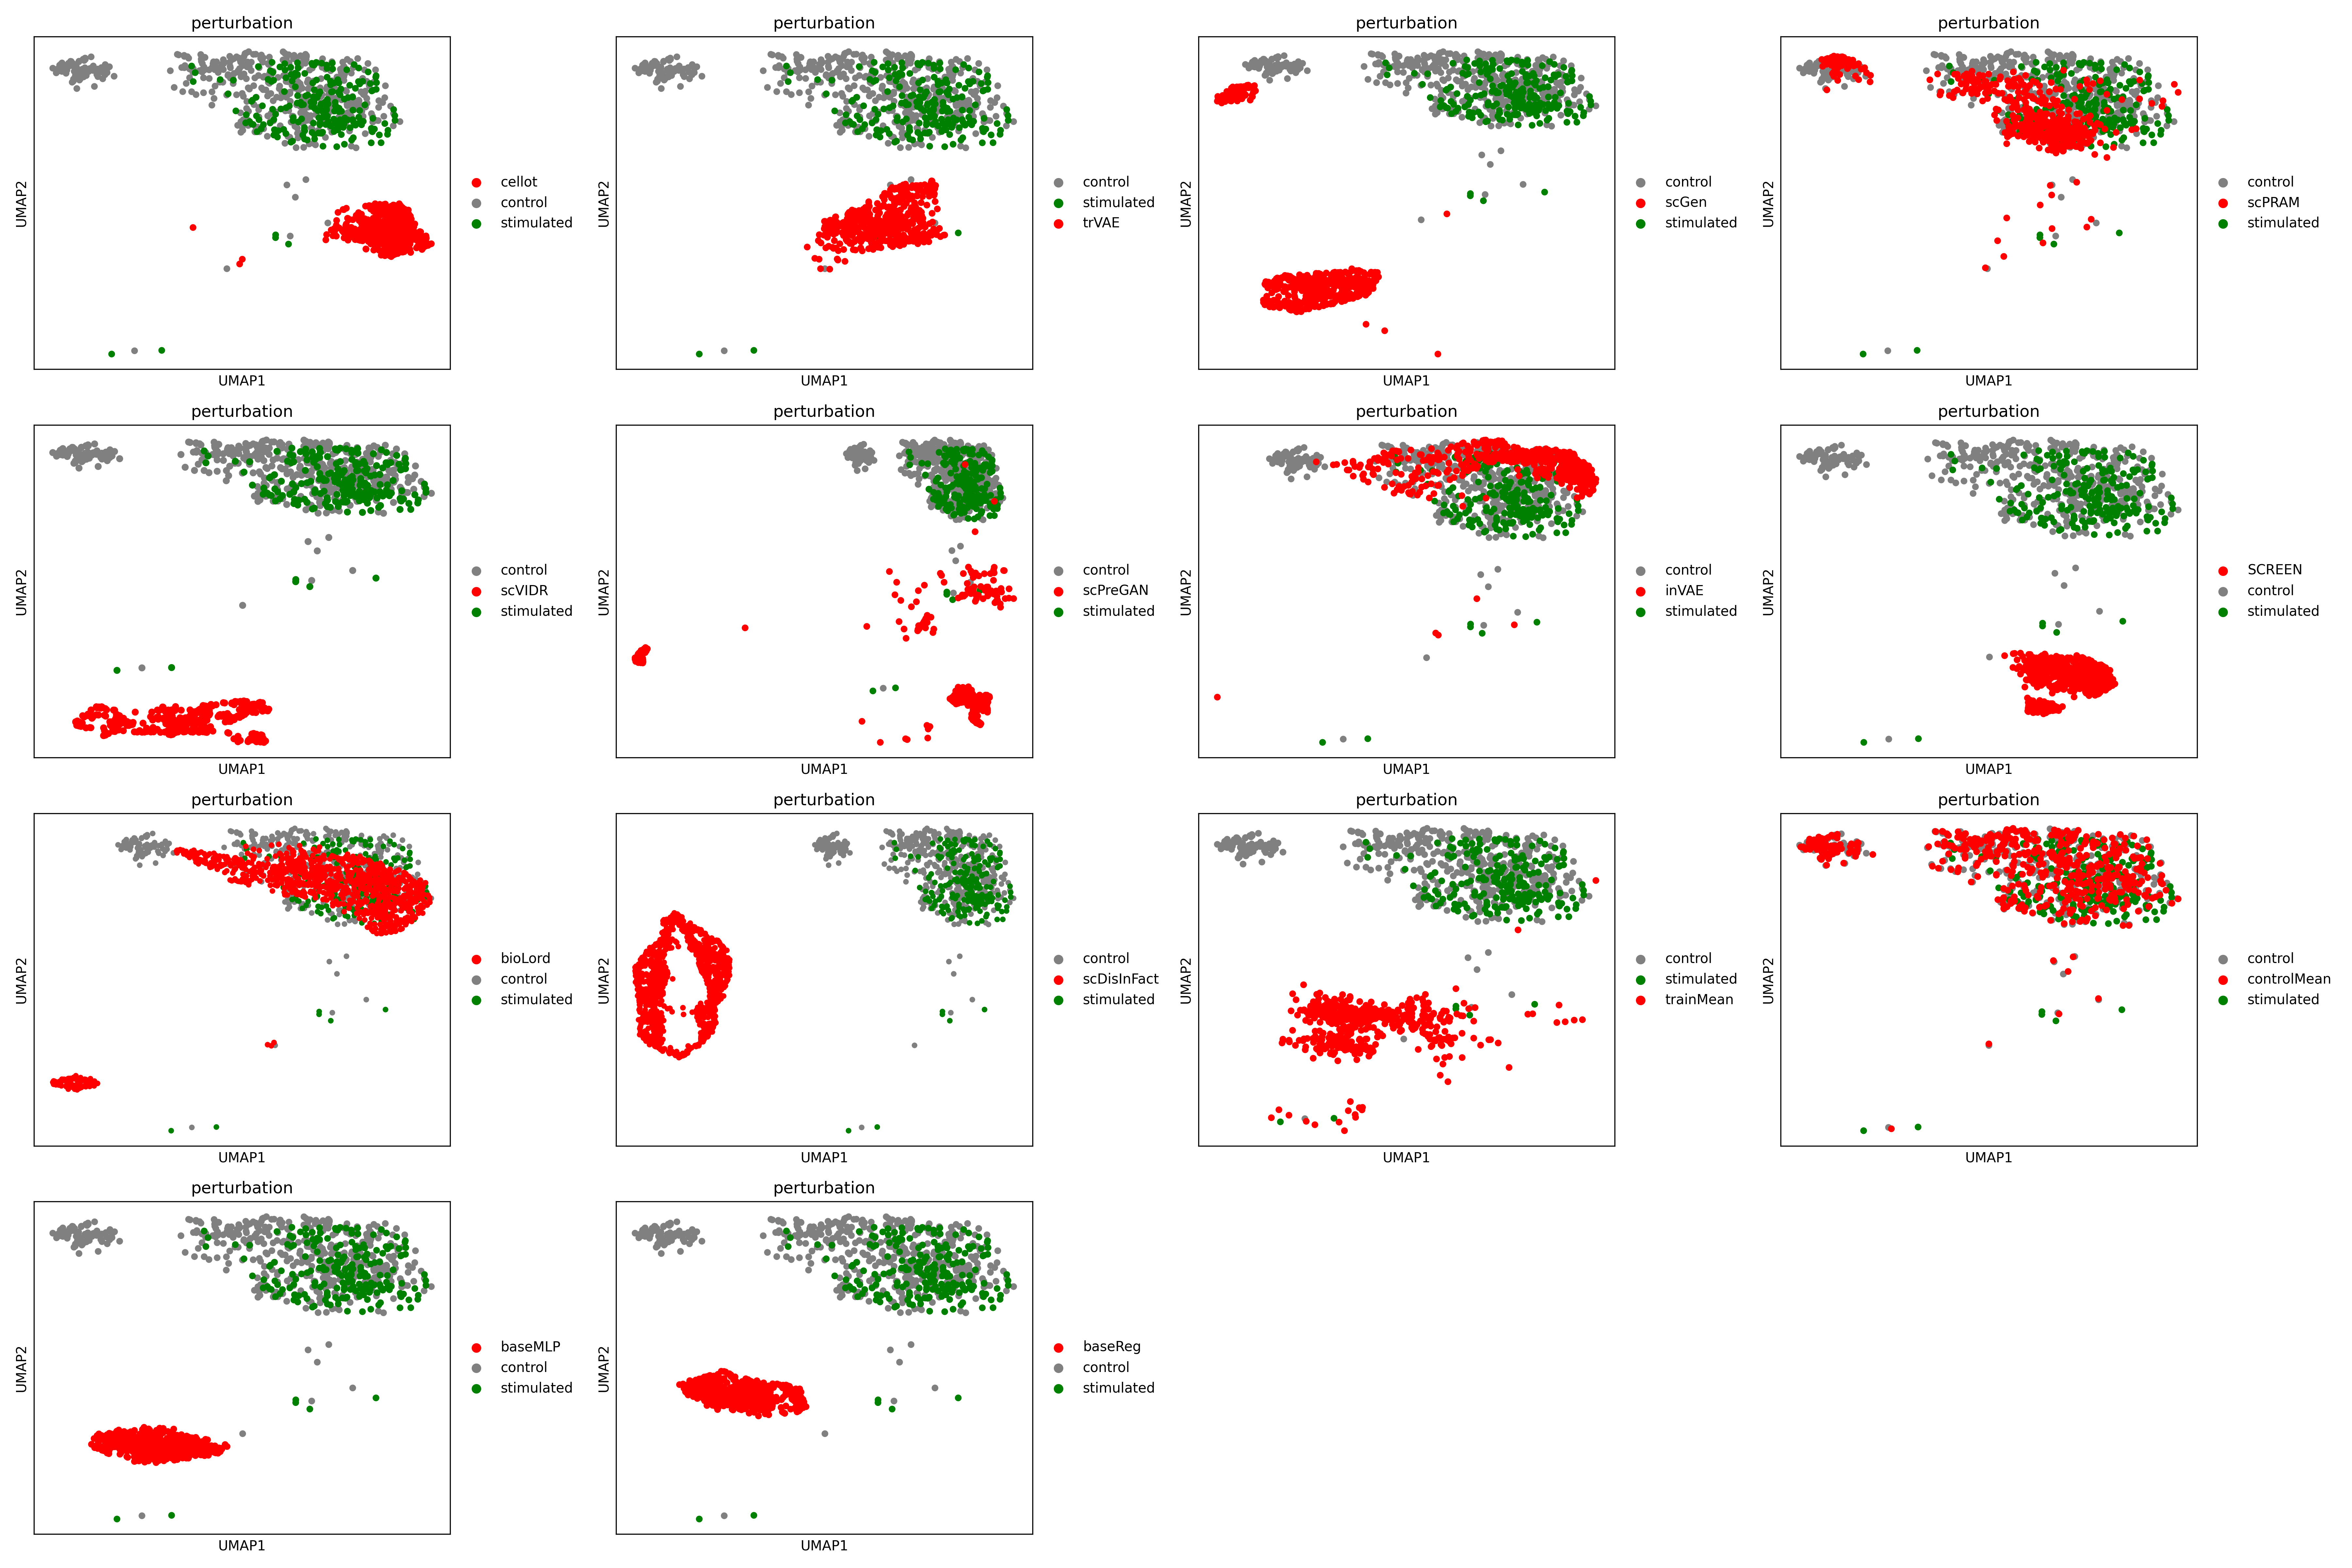 perturbation
UMAP2
UMAP1
cellot
control
stimulated
perturbation
UMAP2
UMAP1
control
stimulated
trVAE
perturbation
UMAP2
UMAP1
control
scGen
stimulated
perturbation
UMAP2
UMAP1
control
scPRAM
stimulated
perturbation
UMAP2
UMAP1
control
scVIDR
stimulated
perturbation
UMAP2
UMAP1
control
scPreGAN
stimulated
perturbation
UMAP2
UMAP1
control
inVAE
stimulated
perturbation
UMAP2
UMAP1
SCREEN
control
stimulated
perturbation
UMAP2
UMAP1
bioLord
control
stimulated
perturbation
UMAP2
UMAP1
control
scDisInFact
stimulated
perturbation
UMAP2
UMAP1
control
stimulated
trainMean
perturbation
UMAP2
UMAP1
control
controlMean
stimulated
perturbation
UMAP2
UMAP1
baseMLP
control
stimulated
perturbation
UMAP2
UMAP1
baseReg
control
stimulated